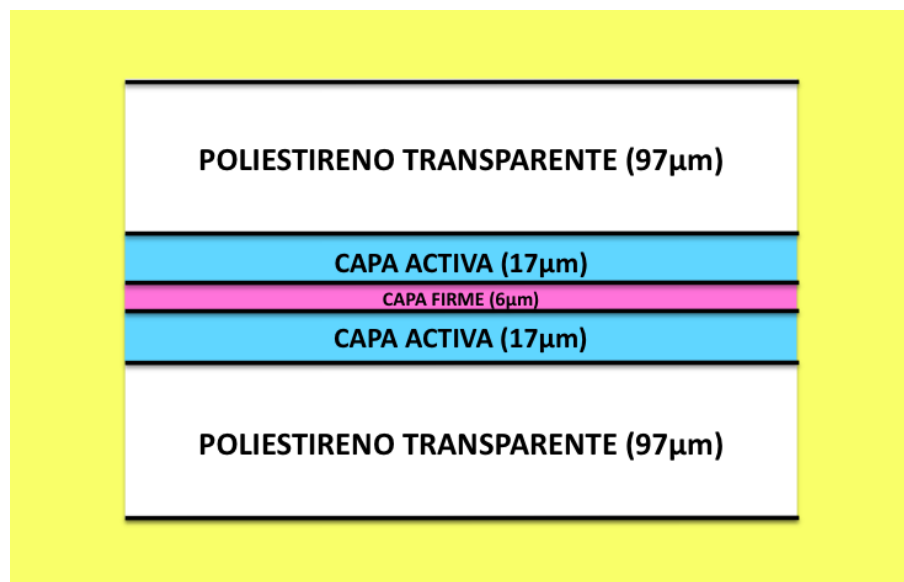 POLIESTIRENO TRANSPARENTE (97µm)
CAPA ACTIVA (17µm)
CAPA FIRME (6µm)
CAPA ACTIVA (17µm)
POLIESTIRENO TRANSPARENTE (97µm)